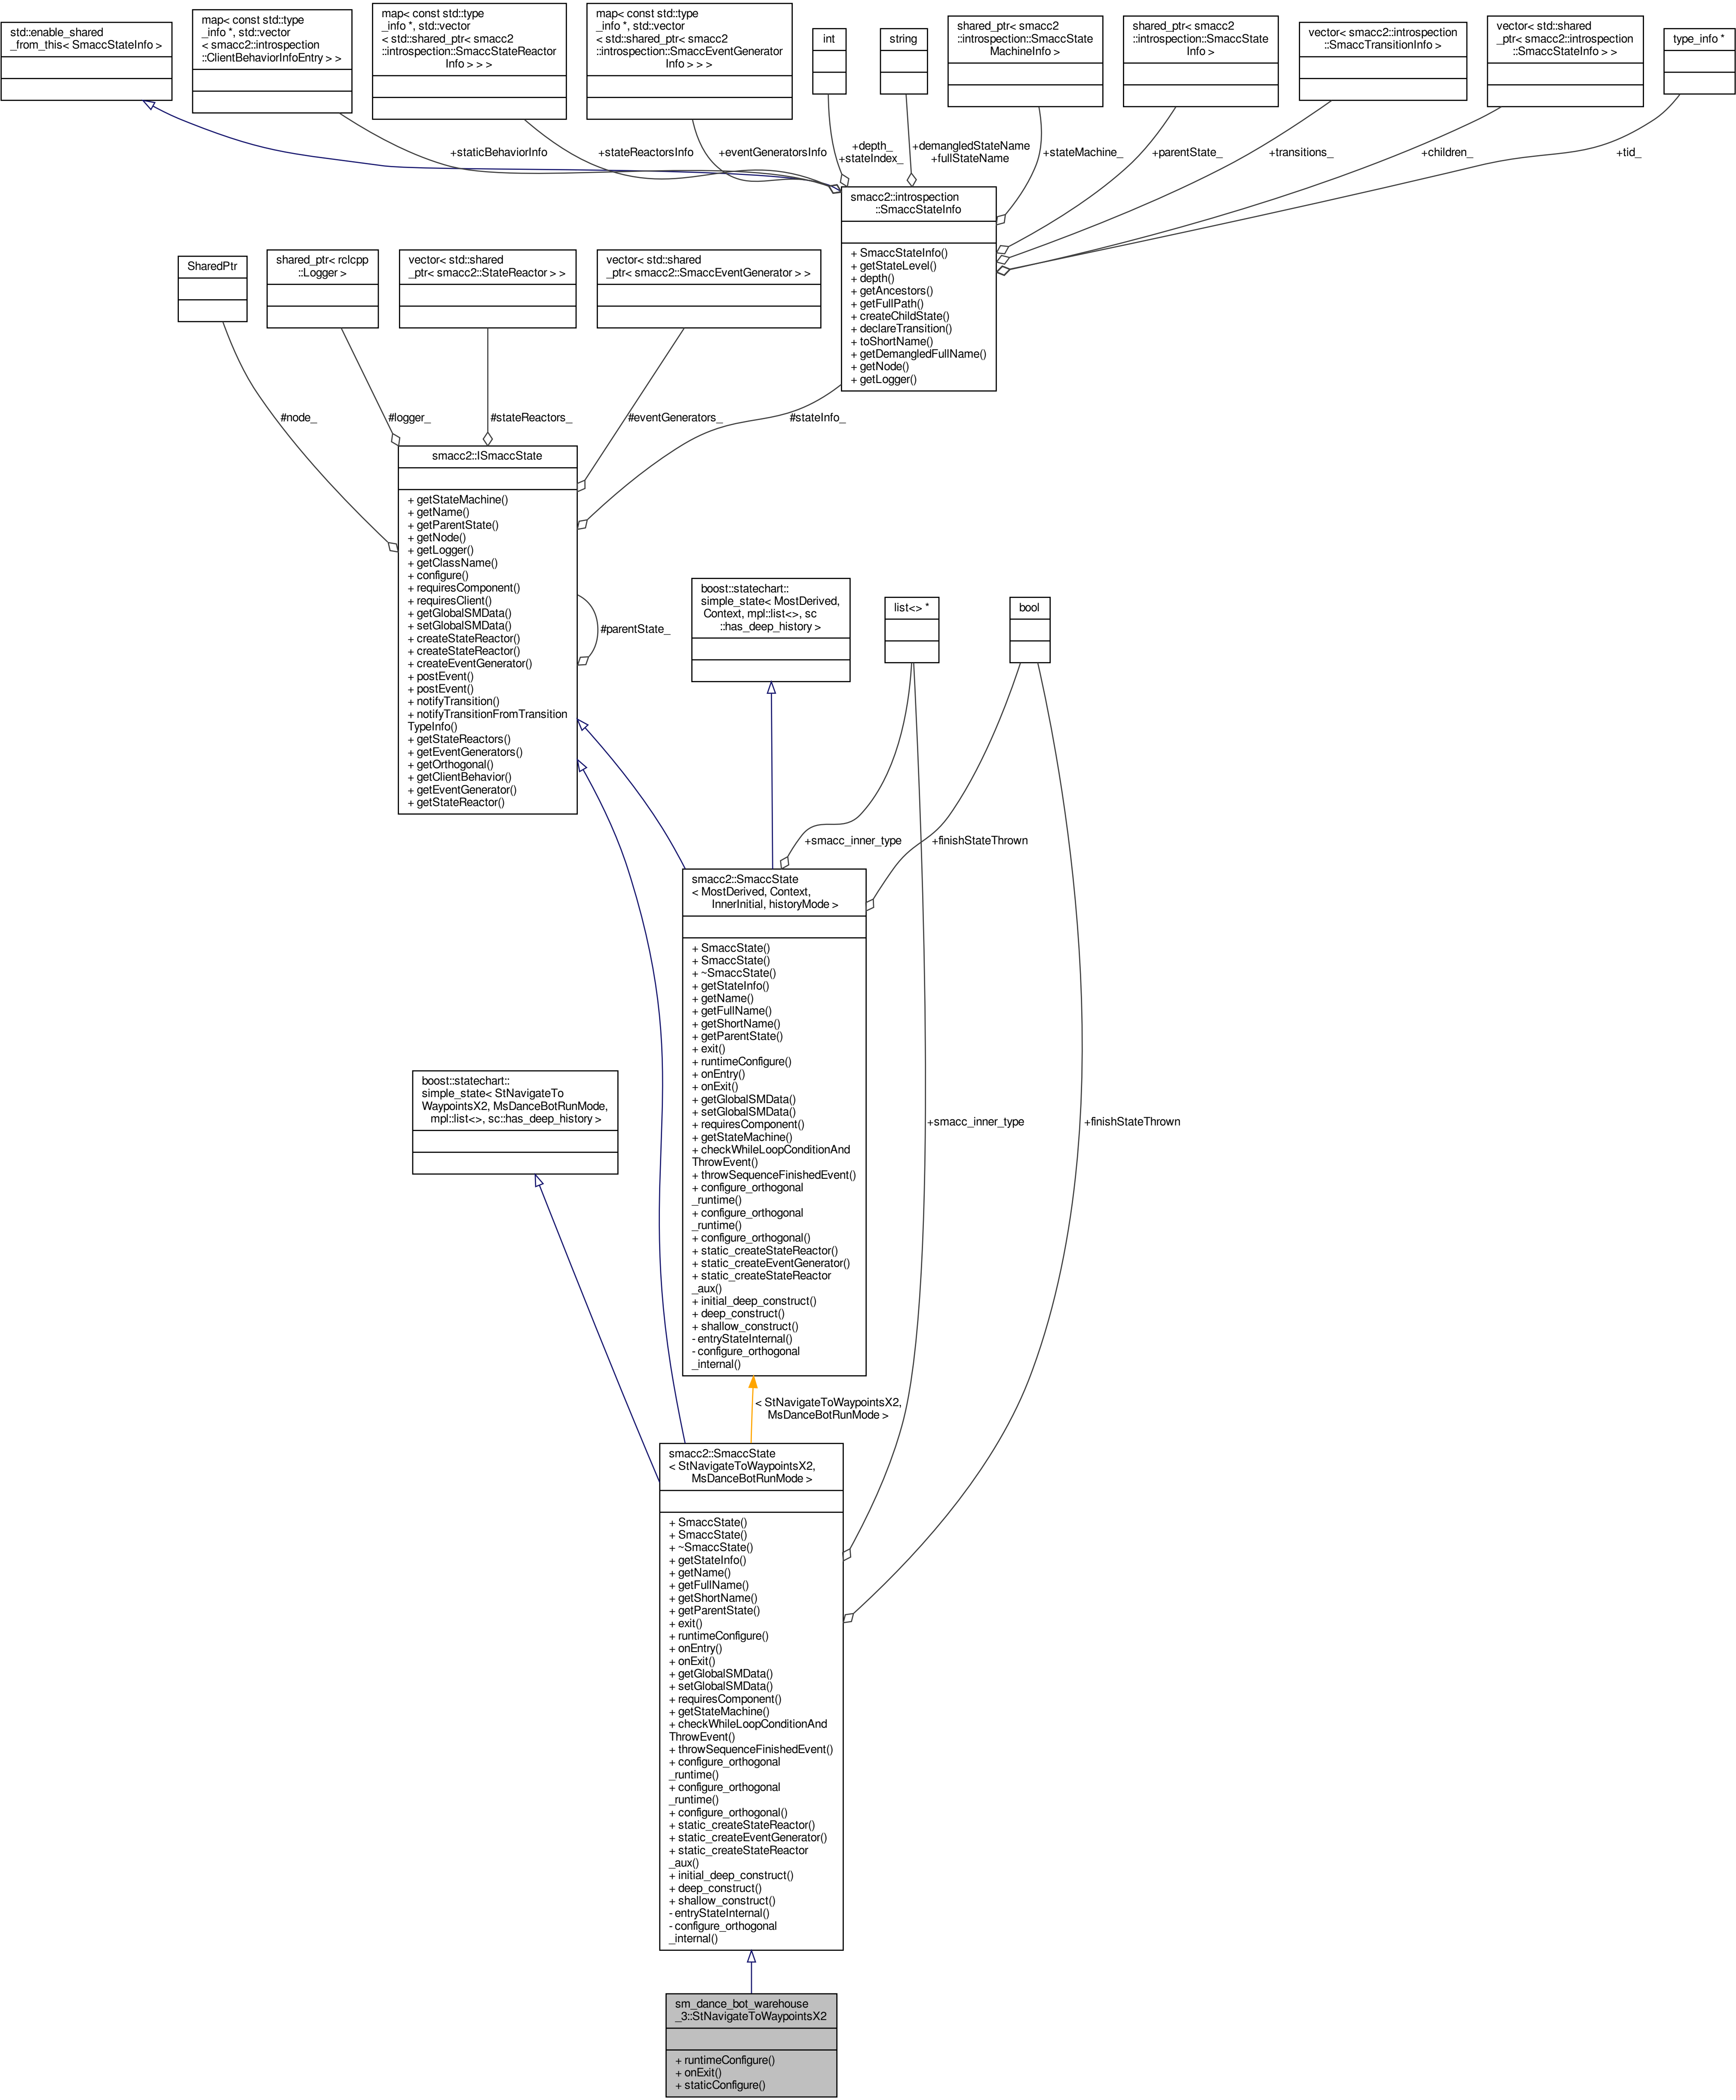 std::enable_shared
_from_this< SmaccStateInfo >
map< const std::type
_info *, std::vector
< smacc2::introspection
::ClientBehaviorInfoEntry > >
map< const std::type
_info *, std::vector
< std::shared_ptr< smacc2
::introspection::SmaccStateReactor
Info > > >
map< const std::type
_info *, std::vector
< std::shared_ptr< smacc2
::introspection::SmaccEventGenerator
Info > > >
int
string
shared_ptr< smacc2
::introspection::SmaccState
MachineInfo >
shared_ptr< smacc2
::introspection::SmaccState
Info >
vector< smacc2::introspection
::SmaccTransitionInfo >
vector< std::shared
_ptr< smacc2::introspection
::SmaccStateInfo > >
type_info *
+staticBehaviorInfo
+stateReactorsInfo
+eventGeneratorsInfo
+depth_
+stateIndex_
+demangledStateName
+fullStateName
+stateMachine_
+parentState_
+transitions_
+children_
+tid_
smacc2::introspection
::SmaccStateInfo
+ SmaccStateInfo()
+ getStateLevel()
+ depth()
+ getAncestors()
+ getFullPath()
+ createChildState()
+ declareTransition()
+ toShortName()
+ getDemangledFullName()
+ getNode()
+ getLogger()
SharedPtr
shared_ptr< rclcpp
::Logger >
vector< std::shared
_ptr< smacc2::StateReactor > >
vector< std::shared
_ptr< smacc2::SmaccEventGenerator > >
#node_
#logger_
#stateReactors_
#eventGenerators_
#stateInfo_
smacc2::ISmaccState
+ getStateMachine()
+ getName()
+ getParentState()
+ getNode()
+ getLogger()
+ getClassName()
+ configure()
+ requiresComponent()
+ requiresClient()
+ getGlobalSMData()
+ setGlobalSMData()
+ createStateReactor()
+ createStateReactor()
+ createEventGenerator()
+ postEvent()
+ postEvent()
+ notifyTransition()
+ notifyTransitionFromTransition
TypeInfo()
+ getStateReactors()
+ getEventGenerators()
+ getOrthogonal()
+ getClientBehavior()
+ getEventGenerator()
+ getStateReactor()
#parentState_
boost::statechart::
simple_state< MostDerived,
Context, mpl::list<>, sc
::has_deep_history >
list<> *
bool
+smacc_inner_type
+finishStateThrown
smacc2::SmaccState
< MostDerived, Context,
InnerInitial, historyMode >
+ SmaccState()
+ SmaccState()
+ ~SmaccState()
+ getStateInfo()
+ getName()
+ getFullName()
+ getShortName()
+ getParentState()
+ exit()
+ runtimeConfigure()
+ onEntry()
+ onExit()
+ getGlobalSMData()
+ setGlobalSMData()
+ requiresComponent()
+ getStateMachine()
+ checkWhileLoopConditionAnd
ThrowEvent()
+ throwSequenceFinishedEvent()
+ configure_orthogonal
_runtime()
+ configure_orthogonal
_runtime()
+ configure_orthogonal()
+ static_createStateReactor()
+ static_createEventGenerator()
+ static_createStateReactor
_aux()
+ initial_deep_construct()
+ deep_construct()
+ shallow_construct()
- entryStateInternal()
- configure_orthogonal
_internal()
boost::statechart::
simple_state< StNavigateTo
WaypointsX2, MsDanceBotRunMode,
mpl::list<>, sc::has_deep_history >
+smacc_inner_type
+finishStateThrown
< StNavigateToWaypointsX2,
MsDanceBotRunMode >
smacc2::SmaccState
< StNavigateToWaypointsX2,
MsDanceBotRunMode >
+ SmaccState()
+ SmaccState()
+ ~SmaccState()
+ getStateInfo()
+ getName()
+ getFullName()
+ getShortName()
+ getParentState()
+ exit()
+ runtimeConfigure()
+ onEntry()
+ onExit()
+ getGlobalSMData()
+ setGlobalSMData()
+ requiresComponent()
+ getStateMachine()
+ checkWhileLoopConditionAnd
ThrowEvent()
+ throwSequenceFinishedEvent()
+ configure_orthogonal
_runtime()
+ configure_orthogonal
_runtime()
+ configure_orthogonal()
+ static_createStateReactor()
+ static_createEventGenerator()
+ static_createStateReactor
_aux()
+ initial_deep_construct()
+ deep_construct()
+ shallow_construct()
- entryStateInternal()
- configure_orthogonal
_internal()
sm_dance_bot_warehouse
_3::StNavigateToWaypointsX2
+ runtimeConfigure()
+ onExit()
+ staticConfigure()